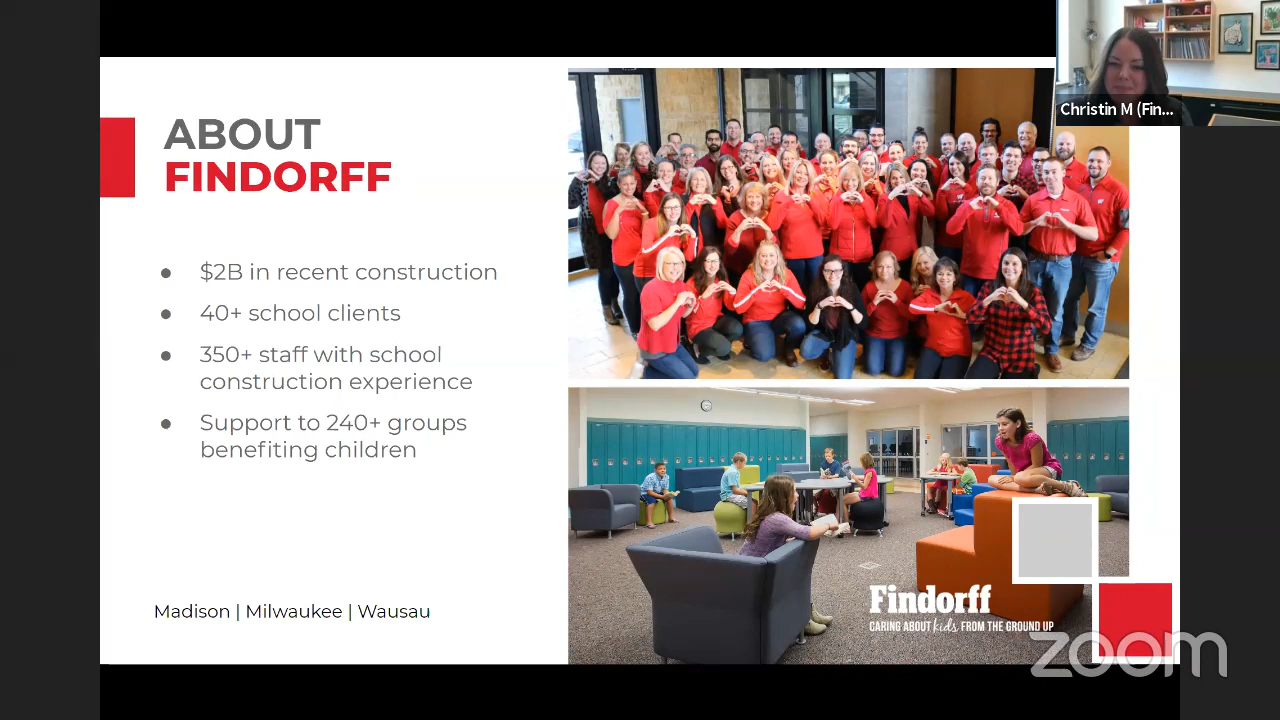 Christin M (Fin...
ABOUT
FINDORFF
● $2B in recent construction
● 40+ school clients
● 350+ staff with school
construction experience
● Support to 240+ groups
benefiting children
Madison | Milwaukee | Wausau
Findorff
CARING ABOUT kids FROM THE GROUND UP
zoom